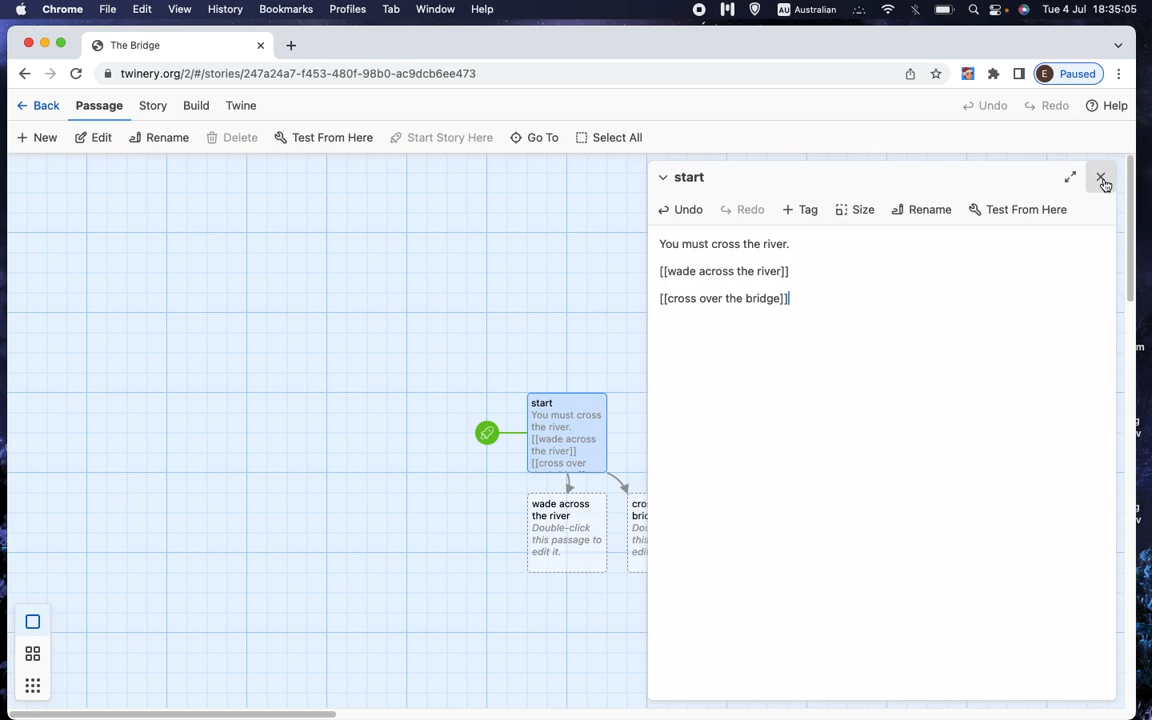 Chrome File Edit View History Bookmarks Profiles Tab Window Help AU Australian Tue 4 Jul 18:35:05
The Bridge
twinery.org/2/#/stories/247a24a7-f453-480f-98b0-ac9dcb6ee473 E Paused
Back Passage Story Build Twine Undo Redo Help
New Edit Rename Delete Test From Here Start Story Here Go To Select All
start
Undo Redo + Tag Size Rename Test From Here
You must cross the river.
[[wade across the river]]
[[cross over the bridge]]
start
You must cross
the river.
[[wade across
the river]]
[[cross over
wade across
the river
Double-click
this passage to
edit it.